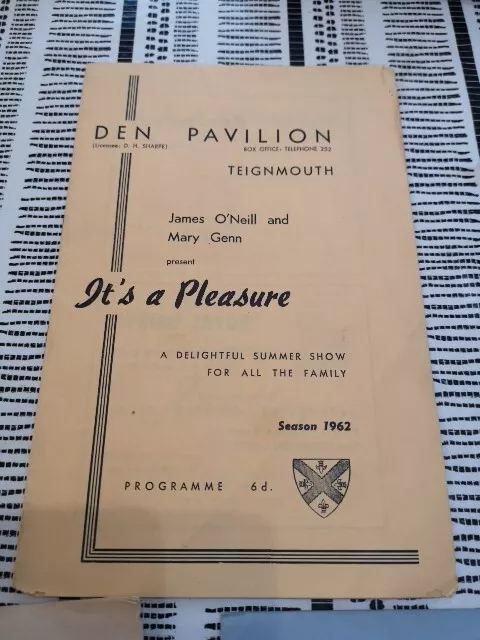 DEN PAVILION
(Licensee: D. H. SHARPE) BOX OFFICE: TELEPHONE 252
TEIGNMOUTH
James O'Neill and
Mary Genn
present
It's a Pleasure
A DELIGHTFUL SUMMER SHOW
FOR ALL THE FAMILY
Season 1962
PROGRAMME 6d.